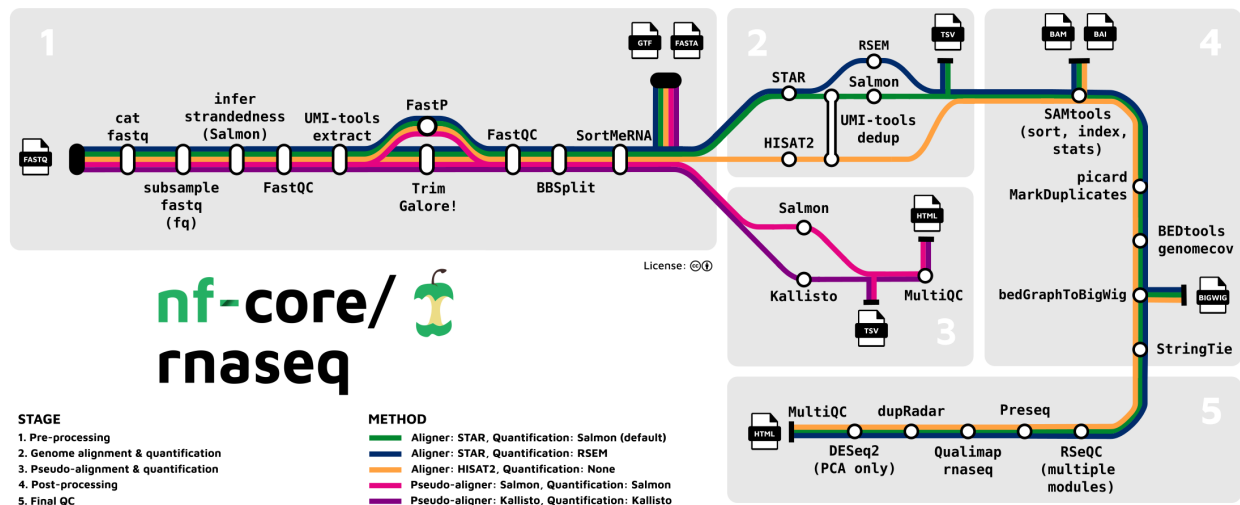 1
FASTQ
cat
fastq
subsample
fastq
(fq)
infer
strandedness
(Salmon)
FastQC
UMI-tools
extract
FastP
Trim
Galore!
FastQC
BBSplit
SortMeRNA
GTF
FASTA
2
STAR
HISAT2
RSEM
Salmon
UMI-tools
dedup
TSV
3
Salmon
Kallisto
TSV
HTML
MultiQC
4
BAM
BAI
SAMtools
(sort, index,
stats)
picard
MarkDuplicates
BEDtools
genomecov
bedGraphToBigWig
BIGWIG
StringTie
5
HTML
MultiQC
DESeq2
(PCA only)
dupRadar
Qualimap
rnaseq
Preseq
RSeQC
(multiple
modules)
License: cc
nf-core/
rnaseq
STAGE
1. Pre-processing
2. Genome alignment & quantification
3. Pseudo-alignment & quantification
4. Post-processing
5. Final QC
METHOD
Aligner: STAR, Quantification: Salmon (default)
Aligner: STAR, Quantification: RSEM
Aligner: HISAT2, Quantification: None
Pseudo-aligner: Salmon, Quantification: Salmon
Pseudo-aligner: Kallisto, Quantification: Kallisto